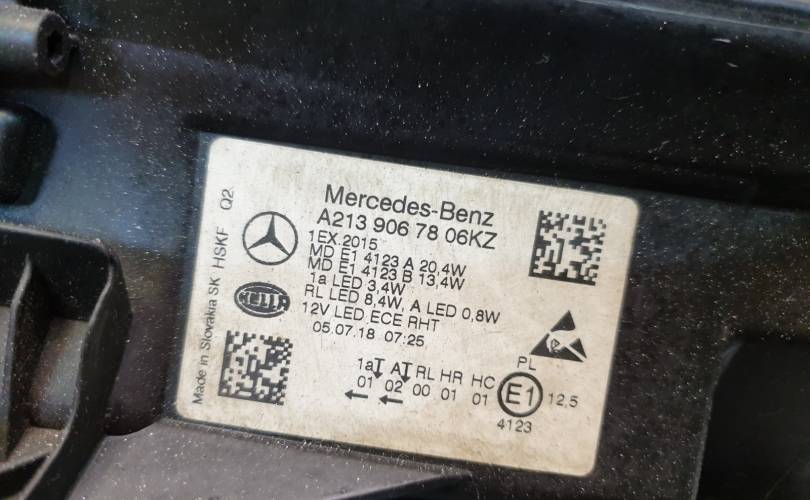 Mercedes-Benz
A213 906 78 06KZ
1EX.2015
MD E1 4123 A 20,4W
MD E1 4123 B 13,4W
1a LED 3,4W
RL LED 8,4W, A LED 0,8W
12V LED ECE RHT
05.07.18 07:25
HELLA
Made in Slovakia SK HSKF Q2
PL
1aT AT RL HR HC
01 02 00 01 01
E1 12,5
4123